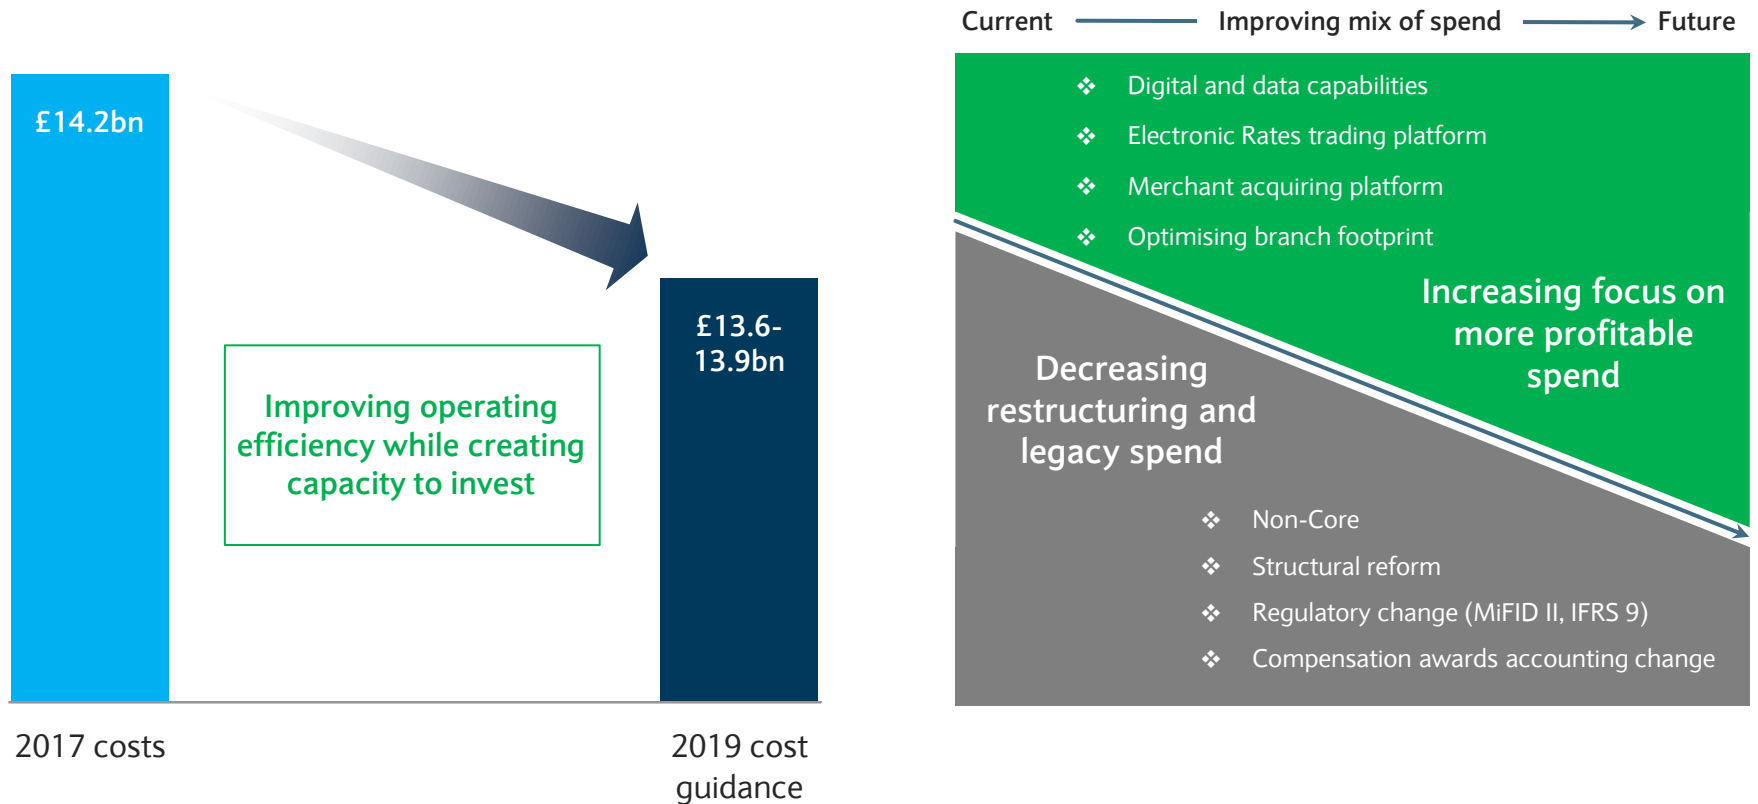 £14.2bn
£13.6-
13.9bn
Improving operating
efficiency while creating
capacity to invest
2017 costs
2019 cost
guidance
Current Improving mix of spend Future
❖ Digital and data capabilities
❖ Electronic Rates trading platform
❖ Merchant acquiring platform
❖ Optimising branch footprint
Increasing focus on
more profitable
spend
Decreasing
restructuring and
legacy spend
❖ Non-Core
❖ Structural reform
❖ Regulatory change (MiFID II, IFRS 9)
❖ Compensation awards accounting change